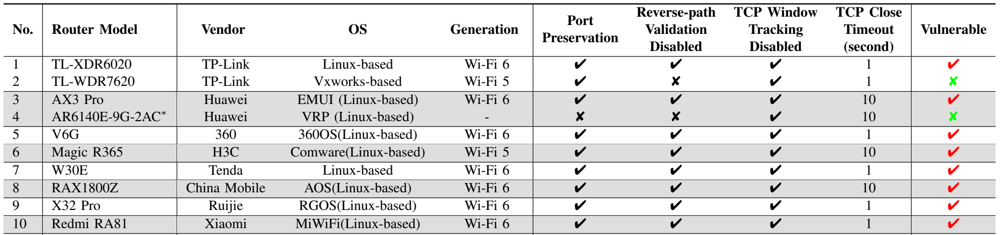 No. Router Model Vendor OS Generation Port Preservation Reverse-path Validation Disabled TCP Window Tracking Disabled TCP Close Timeout (second) Vulnerable
1 TL-XDR6020 TP-Link Linux-based Wi-Fi 6 ✔ ✔ ✔ 1 ✔
2 TL-WDR7620 TP-Link Vxworks-based Wi-Fi 5 ✔ ✘ ✔ 1 ✘
3 AX3 Pro Huawei EMUI (Linux-based) Wi-Fi 6 ✔ ✔ ✔ 10 ✔
4 AR6140E-9G-2AC* Huawei VRP (Linux-based) - ✘ ✘ ✔ 10 ✘
5 V6G 360 360OS(Linux-based) Wi-Fi 6 ✔ ✔ ✔ 1 ✔
6 Magic R365 H3C Comware(Linux-based) Wi-Fi 5 ✔ ✔ ✔ 10 ✔
7 W30E Tenda Linux-based Wi-Fi 6 ✔ ✔ ✔ 1 ✔
8 RAX1800Z China Mobile AOS(Linux-based) Wi-Fi 6 ✔ ✔ ✔ 10 ✔
9 X32 Pro Ruijie RGOS(Linux-based) Wi-Fi 6 ✔ ✔ ✔ 1 ✔
10 Redmi RA81 Xiaomi MiWiFi(Linux-based) Wi-Fi 6 ✔ ✔ ✔ 1 ✔